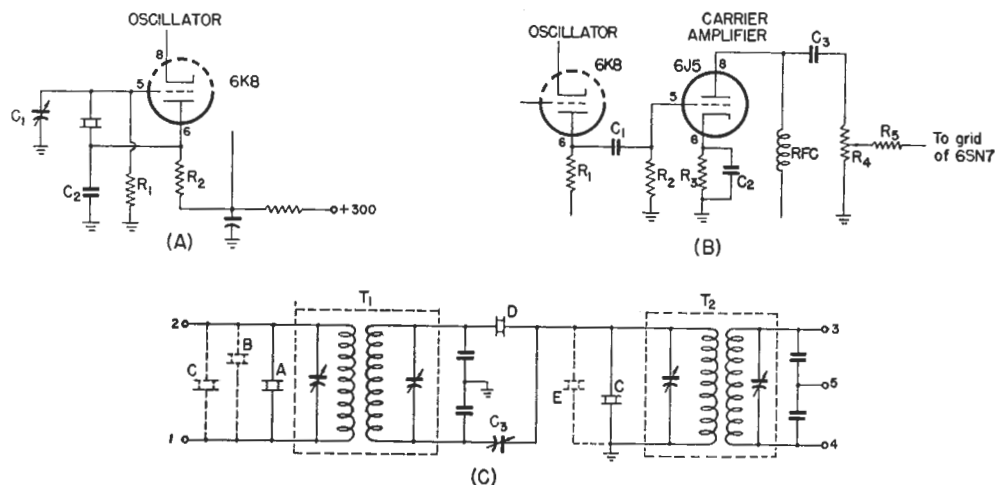 OSCILLATOR
8
6K8
5
6
C1
C2
R1
R2
+300
(A)
OSCILLATOR
6K8
6
C1
R1
CARRIER
AMPLIFIER
6J5
8
5
8
R2
R3
C2
RFC
C3
R4
R5
To grid
of 6SN7
(B)
T1
T2
2
1
C
B
A
D
C3
E
C
3
5
4
(C)